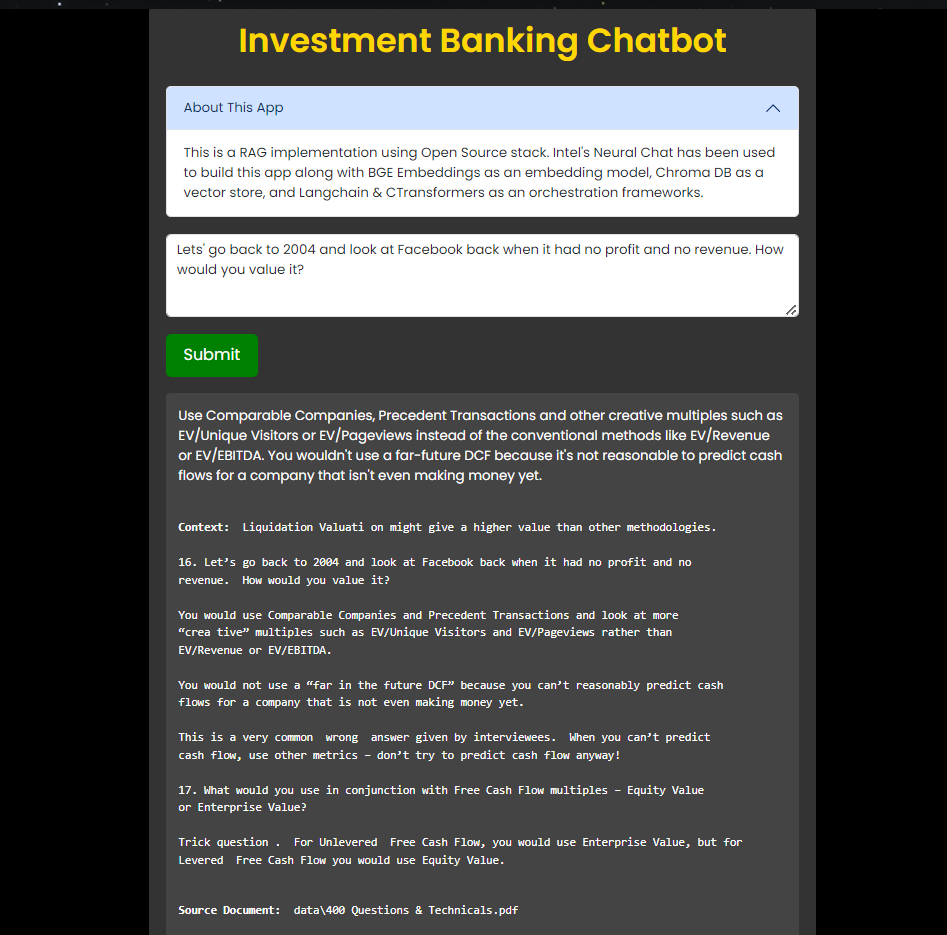 Investment Banking Chatbot
About This App
This is a RAG implementation using Open Source stack. Intel's Neural Chat has been used
to build this app along with BGE Embeddings as an embedding model, Chroma DB as a
vector store, and Langchain & CTransformers as an orchestration frameworks.
Lets' go back to 2004 and look at Facebook back when it had no profit and no revenue. How
would you value it?
Submit
Use Comparable Companies, Precedent Transactions and other creative multiples such as
EV/Unique Visitors or EV/Pageviews instead of the conventional methods like EV/Revenue
or EV/EBITDA. You wouldn't use a far-future DCF because it's not reasonable to predict cash
flows for a company that isn't even making money yet.
Context:  Liquidation Valuati on might give a higher value than other methodologies.
16. Let’s go back to 2004 and look at Facebook back when it had no profit and no
revenue.  How would you value it?
You would use Comparable Companies and Precedent Transactions and look at more
“crea tive” multiples such as EV/Unique Visitors and EV/Pageviews rather than
EV/Revenue or EV/EBITDA.
You would not use a “far in the future DCF” because you can’t reasonably predict cash
flows for a company that is not even making money yet.
This is a very common  wrong  answer given by interviewees.  When you can’t predict
cash flow, use other metrics – don’t try to predict cash flow anyway!
17. What would you use in conjunction with Free Cash Flow multiples – Equity Value
or Enterprise Value?
Trick question .  For Unlevered  Free Cash Flow, you would use Enterprise Value, but for
Levered  Free Cash Flow you would use Equity Value.
Source Document:  data\400 Questions & Technicals.pdf